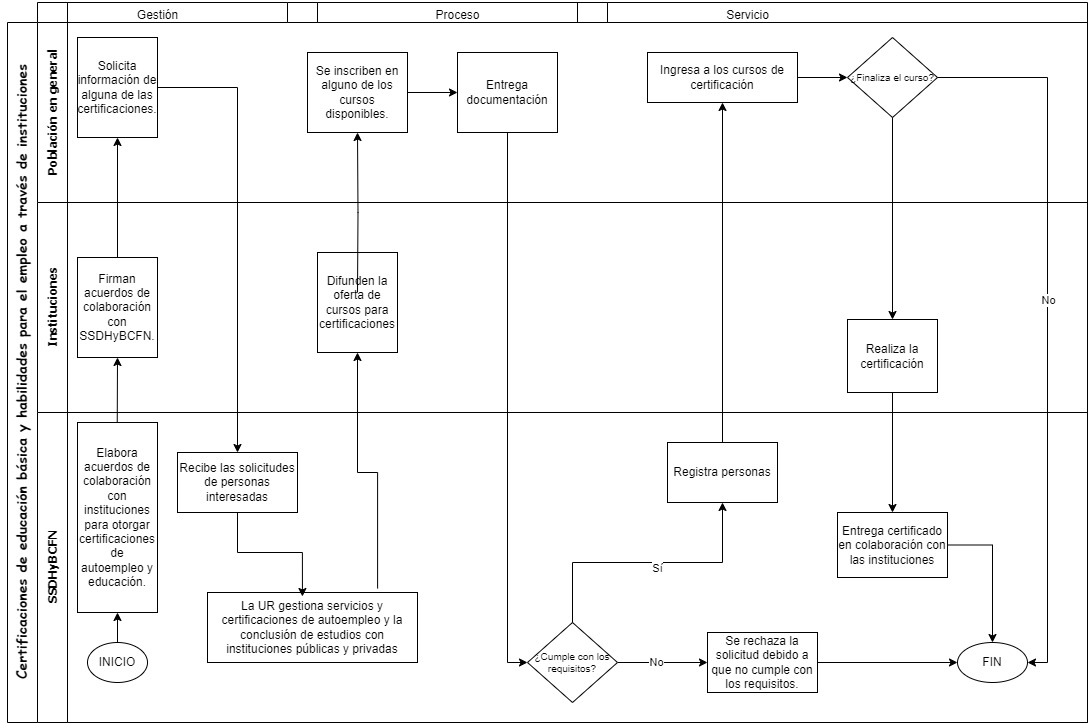 Gestión
Proceso
Servicio
Certificaciones de educación básica y habilidades para el empleo a través de instituciones
Población en general
Solicita
información de
alguna de las
certificaciones.
Se inscriben en
alguno de los
cursos
disponibles.
Entrega
documentación
Ingresa a los cursos de
certificación
¿Finaliza el curso?
Instituciones
Firman
acuerdos de
colaboración
con
SSDHyBCFN.
Difunden la
oferta de
cursos para
certificaciones
No
Realiza la
certificación
SSDHyBCFN
Elabora
acuerdos de
colaboración
con
instituciones
para otorgar
certificaciones
de
autoempleo y
educación.
Recibe las solicitudes
de personas
interesadas
Registra personas
Entrega certificado
en colaboración con
las instituciones
Sí
La UR gestiona servicios y
certificaciones de autoempleo y la
conclusión de estudios con
instituciones públicas y privadas
INICIO
¿Cumple con los
requisitos?
No
Se rechaza la
solicitud debido a
que no cumple con
los requisitos.
FIN